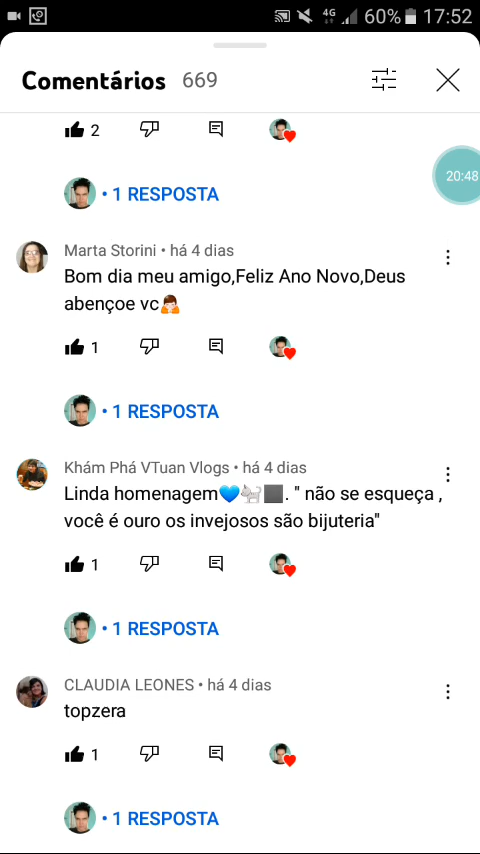 4G 60% 17:52
Comentários 669
2
20:48
• 1 RESPOSTA
Marta Storini • há 4 dias
Bom dia meu amigo,Feliz Ano Novo,Deus
abençoe vc🙏
1
• 1 RESPOSTA
Khám Phá VTuan Vlogs • há 4 dias
Linda homenagem💙🐈⬛. " não se esqueça ,
você é ouro os invejosos são bijuteria"
1
• 1 RESPOSTA
CLAUDIA LEONES • há 4 dias
topzera
1
• 1 RESPOSTA